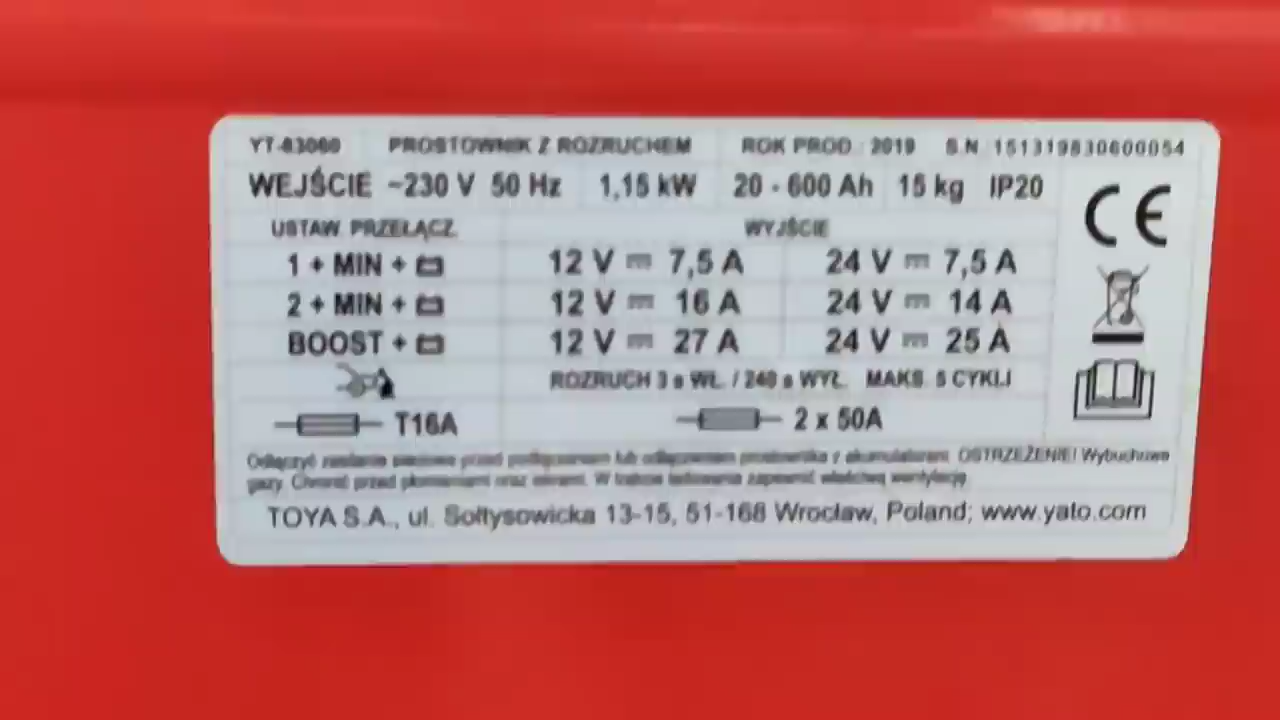 YT-83060 PROSTOWNIK Z ROZRUCHEM ROK PROD.: 2019 S.N. 151319830600054
WEJŚCIE ~230 V 50 Hz 1,15 kW 20 - 600 Ah 15 kg IP20
USTAW. PRZEŁĄCZ. WYJŚCIE
1 + MIN + 12 V 7,5 A 24 V 7,5 A
2 + MIN + 12 V 16 A 24 V 14 A
BOOST + 12 V 27 A 24 V 25 A
ROZRUCH 3 s WŁ. / 240 s WYŁ. MAKS. 5 CYKLI
T16A 2 x 50A
Odłączyć zasilanie sieciowe przed podłączaniem lub odłączaniem prostownika z akumulatorem. OSTRZEŻENIE! Wybuchowe
gazy. Chronić przed płomieniami oraz iskrami. W trakcie ładowania zapewnić właściwą wentylację.
TOYA S.A., ul. Sołtysowicka 13-15, 51-168 Wrocław, Poland; www.yato.com
CE